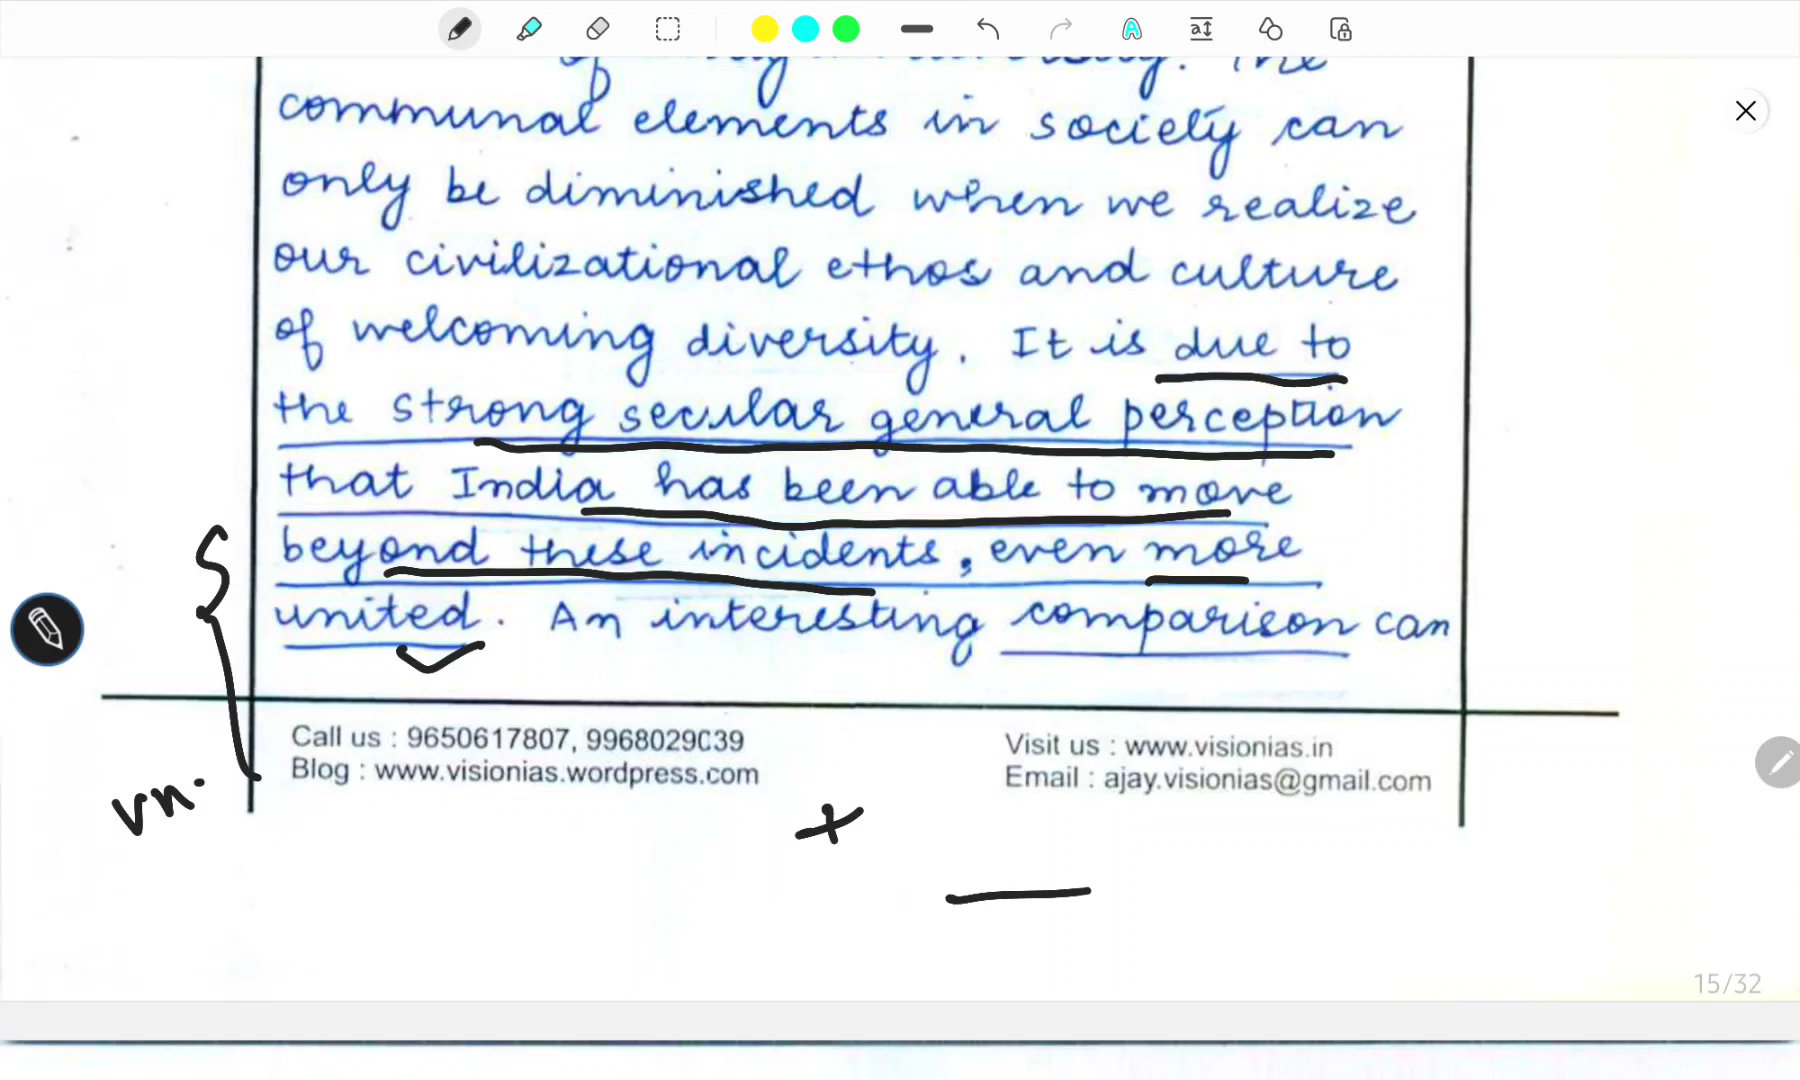 The
communal elements in society can
only be diminished when we realize
our civilizational ethos and culture
of welcoming diversity. It is due to
the strong secular general perception
that India has been able to move
beyond these incidents, even more
united. An interesting comparison can
Call us : 9650617807, 9968029039
Visit us : www.visionias.in
Blog : www.visionias.wordpress.com
Email : ajay.visionias@gmail.com
vn.
+
15/32